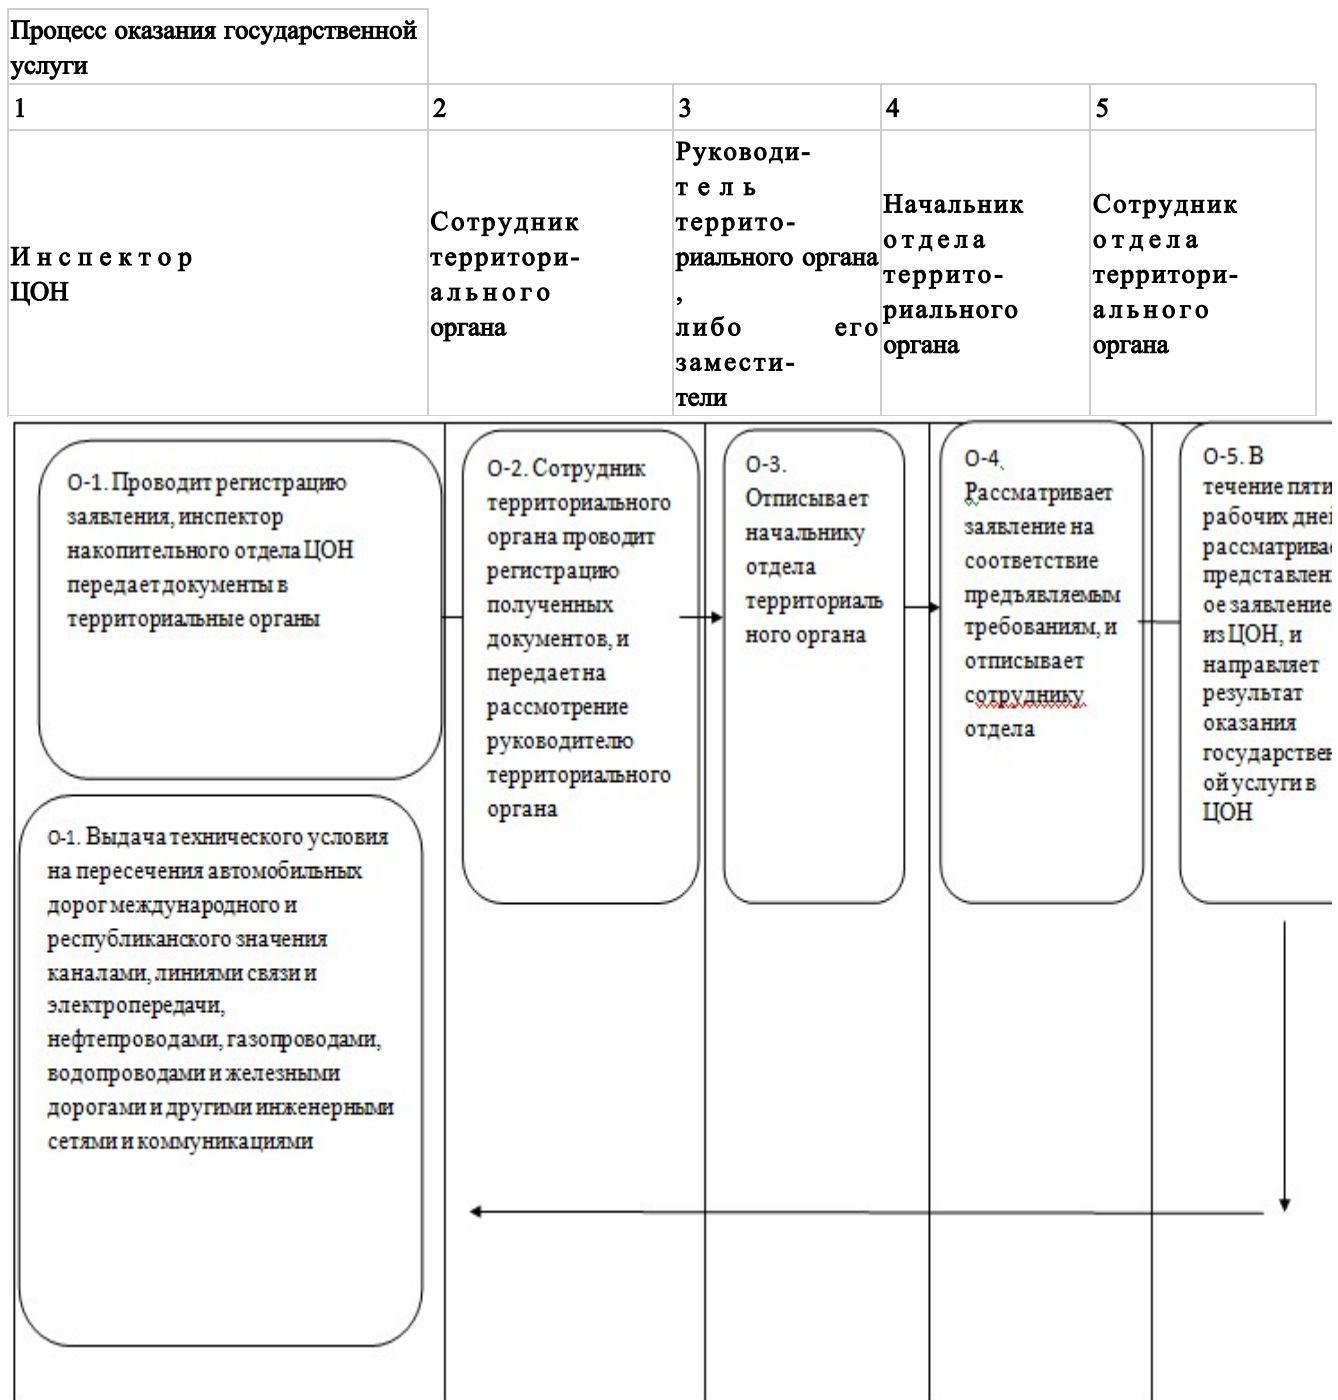 Процесс оказания государственной
услуги
1
2
3
4
5
Инспектор
ЦОН
Сотрудник
территори-
ального
органа
Руководи-
тель
террито-
риального органа
,
либо его
замести-
тели
Начальник
отдела
террито-
риального
органа
Сотрудник
отдела
территори-
ального
органа
О-1. Проводит регистрацию
заявления, инспектор
накопительного отдела ЦОН
передает документы в
территориальные органы
О-1. Выдача технического условия
на пересечения автомобильных
дорог международного и
республиканского значения
каналами, линиями связи и
электропередачи,
нефтепроводами, газопроводами,
водопроводами и железными
дорогами и другими инженерными
сетями и коммуникациями
О-2. Сотрудник
территориального
органа проводит
регистрацию
полученных
документов, и
передает на
рассмотрение
руководителю
территориального
органа
О-3.
Отписывает
начальнику
отдела
территориаль
ного органа
О-4.
Рассматривает
заявление на
соответствие
предъявляемым
требованиям, и
отписывает
сотруднику
отдела
О-5. В
течение пяти
рабочих дней
рассматривае
представлен
ое заявление
из ЦОН, и
направляет
результат
оказания
государствен
ой услуги в
ЦОН